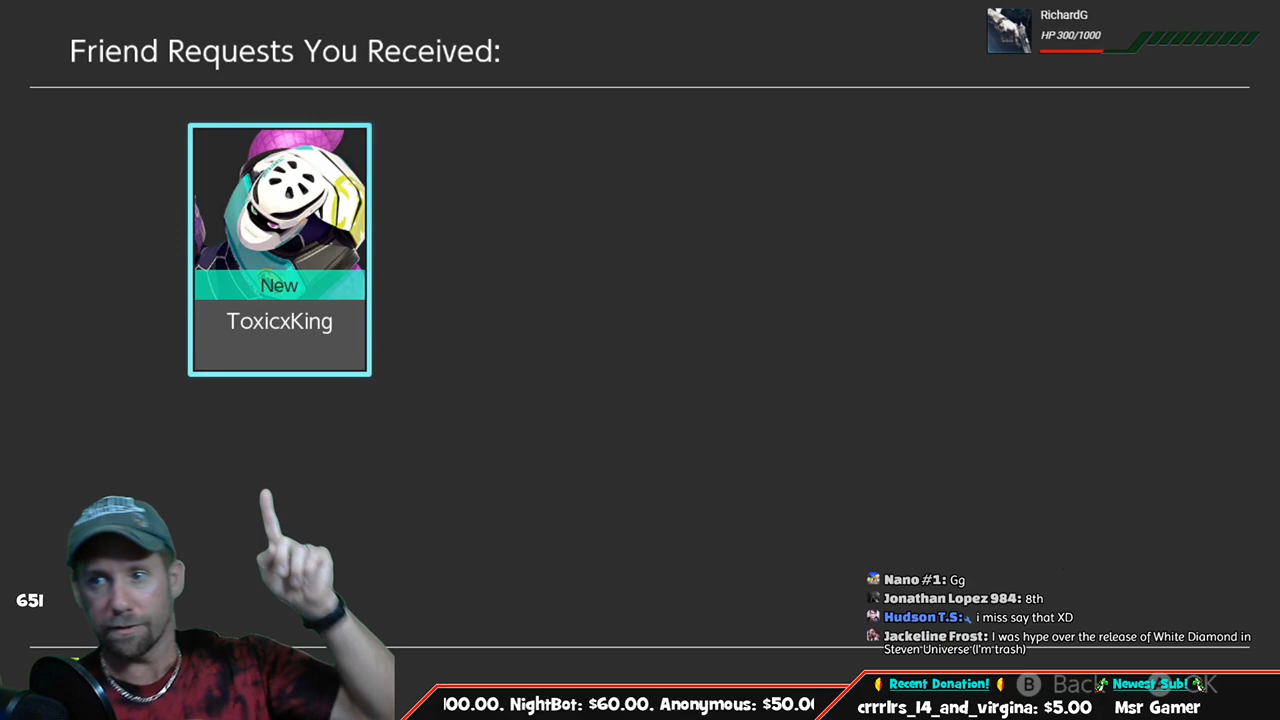 Friend Requests You Received:
RichardG
HP 300/1000
New
ToxicxKing
651
Nano #1: Gg
Jonathan Lopez 984: 8th
Hudson T.S: i miss say that XD
Jackeline Frost: I was hype over the release of White Diamond in
Steven Universe (I'm trash)
Recent Donation!
B Back
Newest Sub!
00.00. NightBot: $60.00. Anonymous: $50.0
crrrlrs_14_and_virgina: $5.00
Msr Gamer